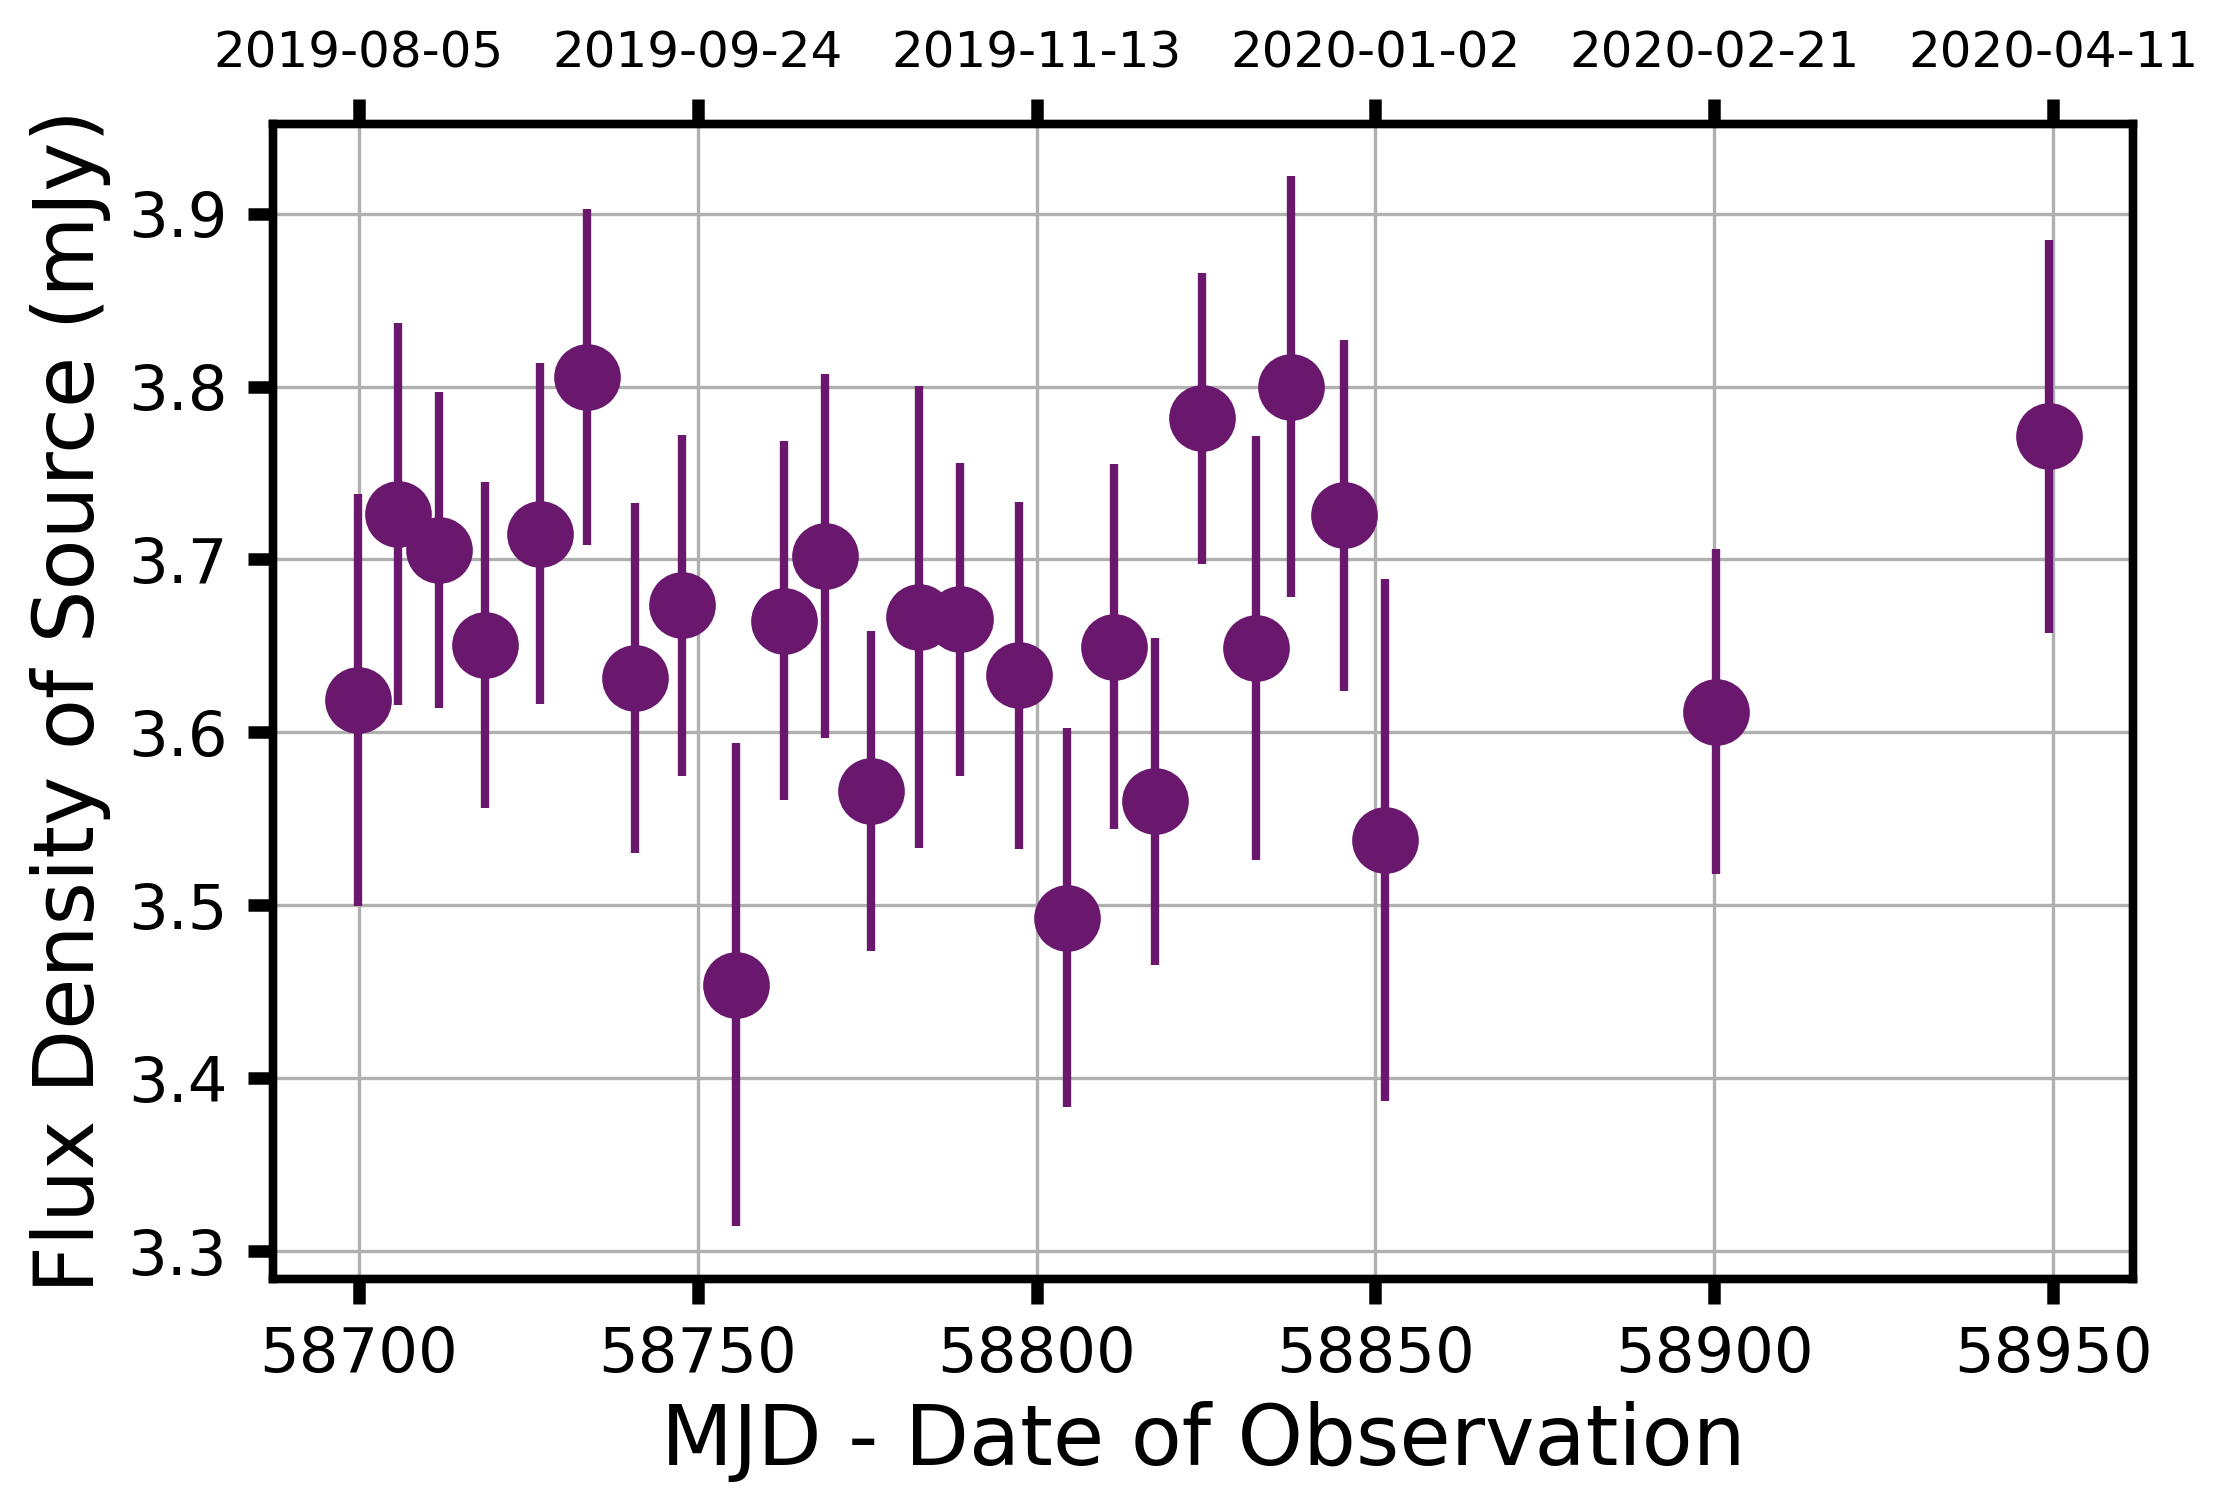 2019-08-05 2019-09-24 2019-11-13 2020-01-02 2020-02-21 2020-04-11
Flux Density of Source (mJy)
3.9
3.8
3.7
3.6
3.5
3.4
3.3
58700 58750 58800 58850 58900 58950
MJD - Date of Observation